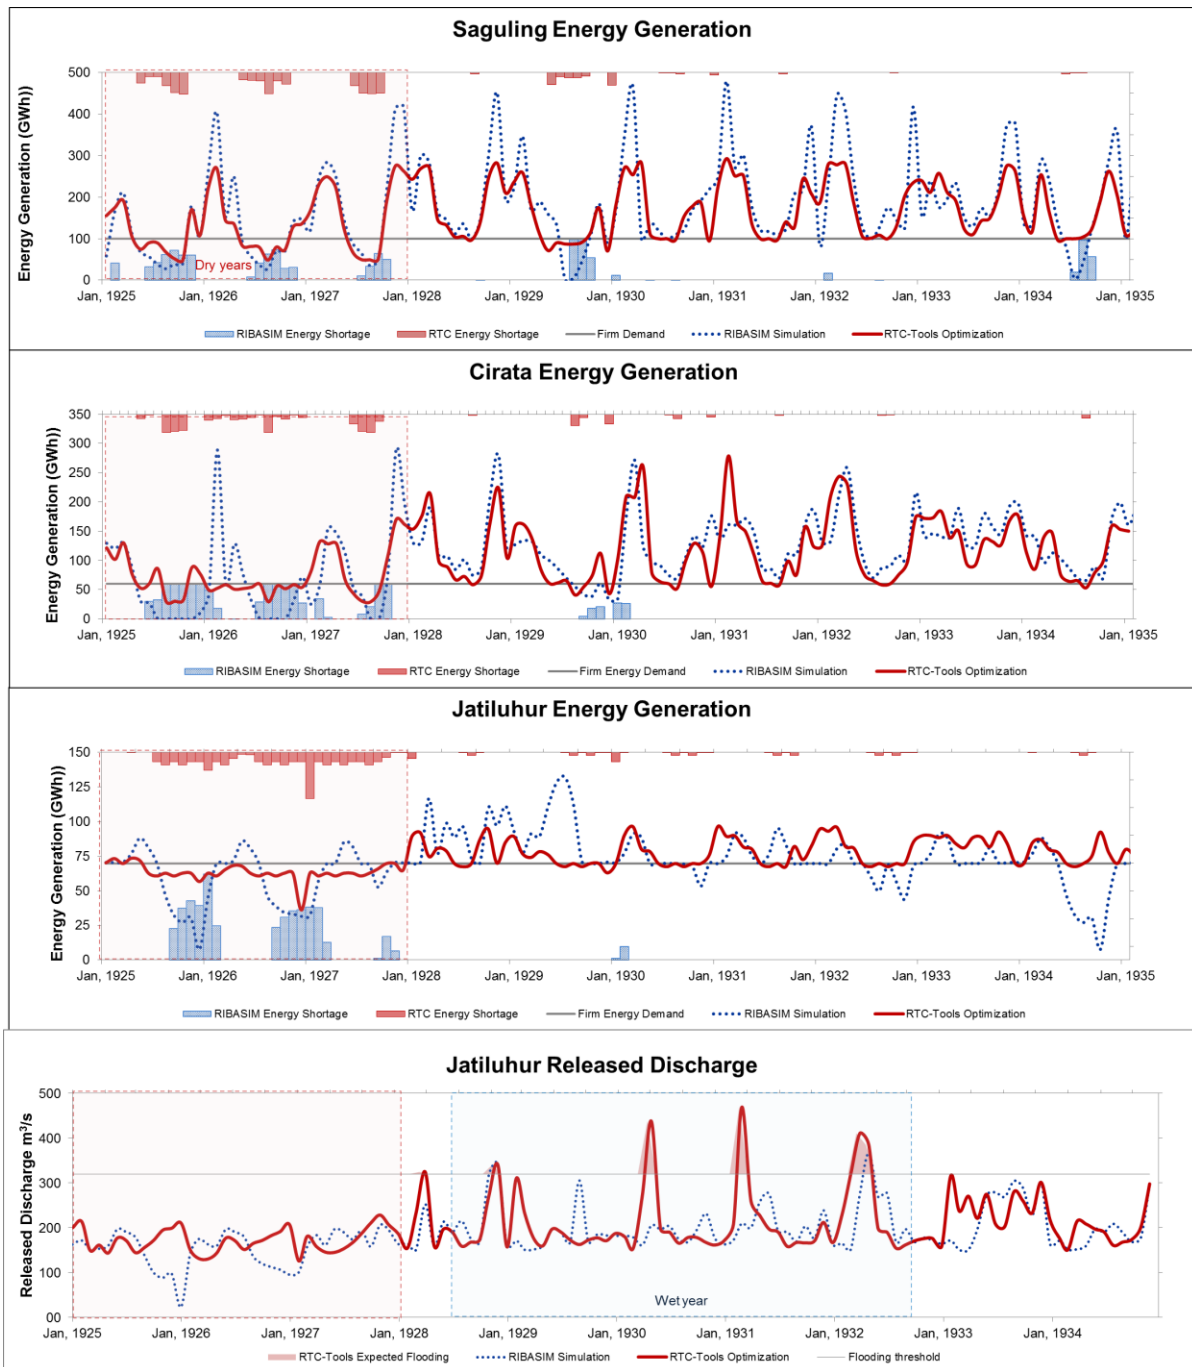 Saguling Energy Generation
Energy Generation (GWh))
500
400
300
200
100
0
Dry years
Jan, 1925 Jan, 1926 Jan, 1927 Jan, 1928 Jan, 1929 Jan, 1930 Jan, 1931 Jan, 1932 Jan, 1933 Jan, 1934 Jan, 1935
RIBASIM Energy Shortage RTC Energy Shortage Firm Demand RIBASIM Simulation RTC-Tools Optimization
Cirata Energy Generation
Energy Generation (GWh))
350
300
250
200
150
100
50
0
Jan, 1925 Jan, 1926 Jan, 1927 Jan, 1928 Jan, 1929 Jan, 1930 Jan, 1931 Jan, 1932 Jan, 1933 Jan, 1934 Jan, 1935
RIBASIM Energy Shortage RTC Energy Shortage Firm Energy Demand RIBASIM Simulation RTC-Tools Optimization
Jatiluhur Energy Generation
Energy Generation (GWh))
150
125
100
75
50
25
0
Jan, 1925 Jan, 1926 Jan, 1927 Jan, 1928 Jan, 1929 Jan, 1930 Jan, 1931 Jan, 1932 Jan, 1933 Jan, 1934 Jan, 1935
RIBASIM Energy Shortage RTC Energy Shortage Firm Energy Demand RIBASIM Simulation RTC-Tools Optimization
Jatiluhur Released Discharge
Released Discharge m³/s
500
400
300
200
100
00
Wet year
Jan, 1925 Jan, 1926 Jan, 1927 Jan, 1928 Jan, 1929 Jan, 1930 Jan, 1931 Jan, 1932 Jan, 1933 Jan, 1934
RTC-Tools Expected Flooding RIBASIM Simulation RTC-Tools Optimization Flooding threshold